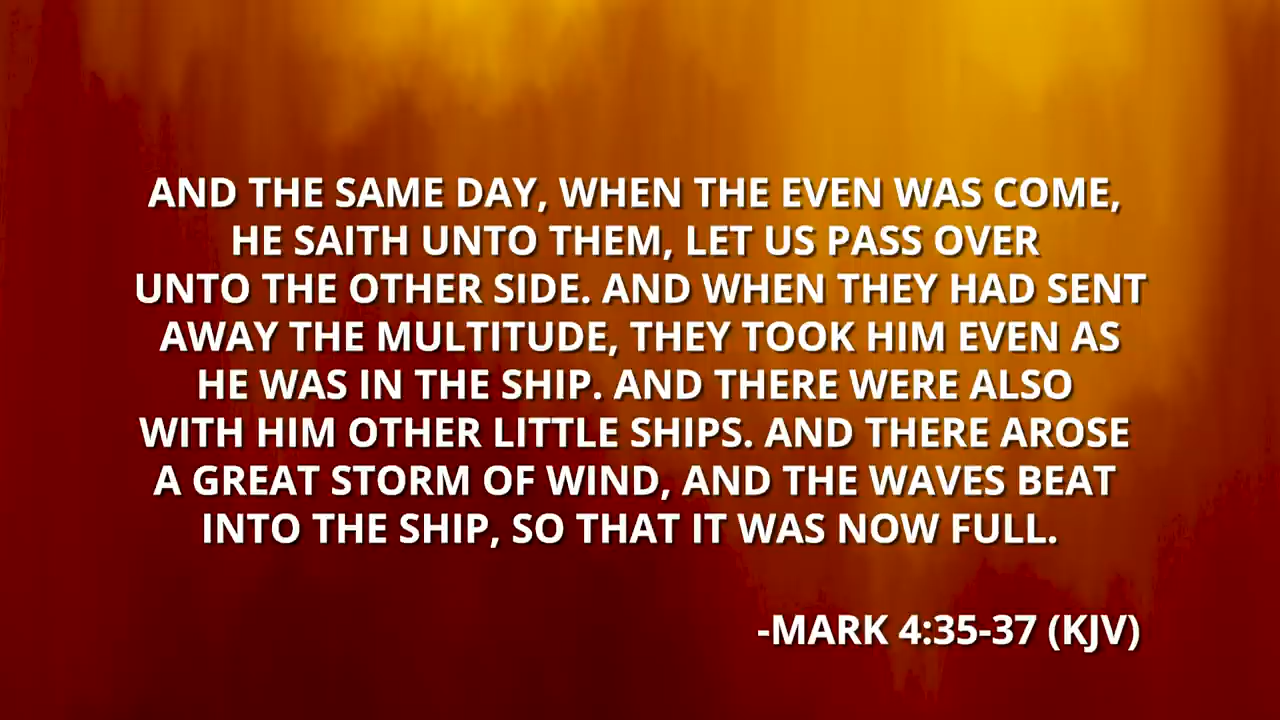 AND THE SAME DAY, WHEN THE EVEN WAS COME,
HE SAITH UNTO THEM, LET US PASS OVER
UNTO THE OTHER SIDE. AND WHEN THEY HAD SENT
AWAY THE MULTITUDE, THEY TOOK HIM EVEN AS
HE WAS IN THE SHIP. AND THERE WERE ALSO
WITH HIM OTHER LITTLE SHIPS. AND THERE AROSE
A GREAT STORM OF WIND, AND THE WAVES BEAT
INTO THE SHIP, SO THAT IT WAS NOW FULL.
-MARK 4:35-37 (KJV)